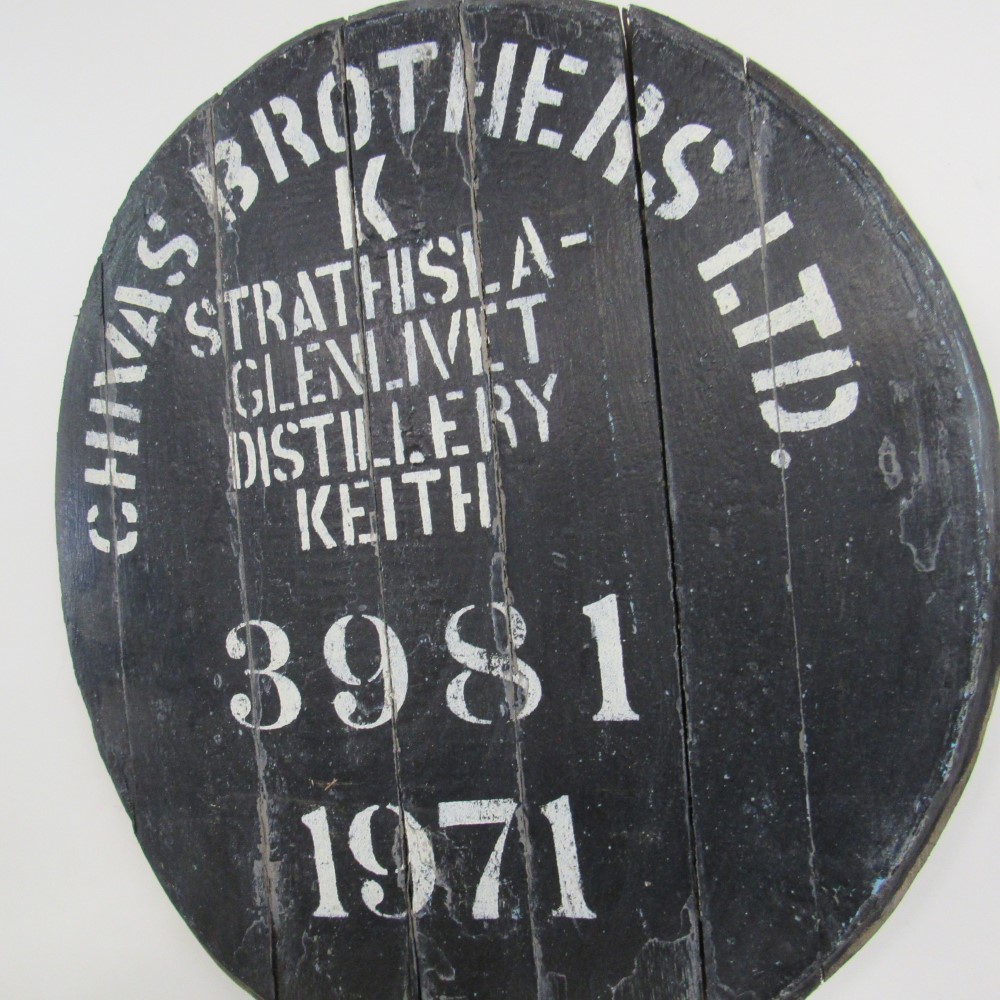 CHIVAS BROTHERS LTD.
K
STRATHISLA-
GLENLIVET
DISTILLERY
KEITH
3981
1971